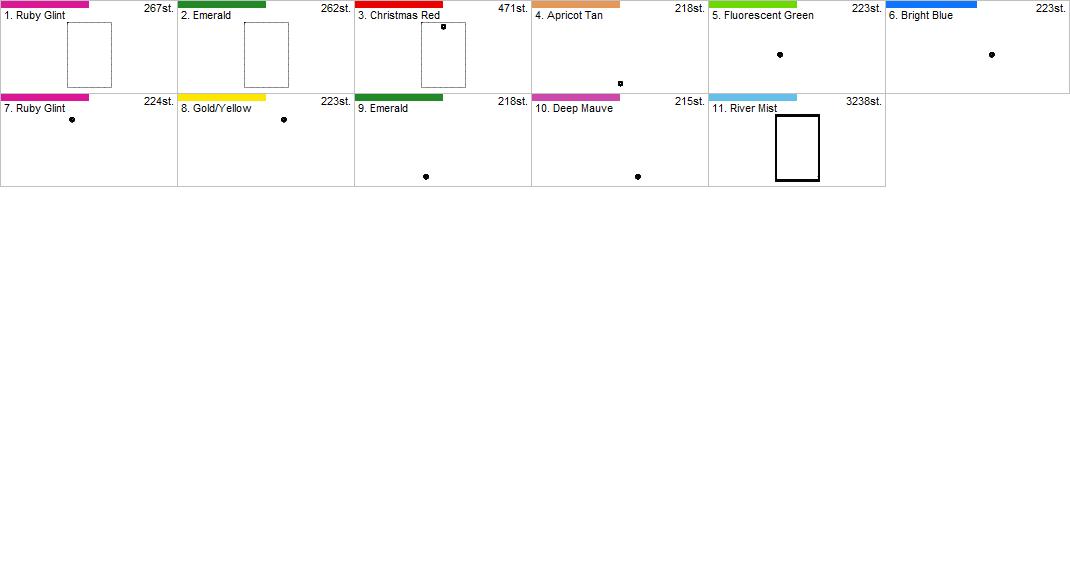 267st.
1. Ruby Glint
262st.
2. Emerald
471st.
3. Christmas Red
218st.
4. Apricot Tan
223st.
5. Fluorescent Green
223st.
6. Bright Blue
224st.
7. Ruby Glint
223st.
8. Gold/Yellow
218st.
9. Emerald
215st.
10. Deep Mauve
3238st.
11. River Mist